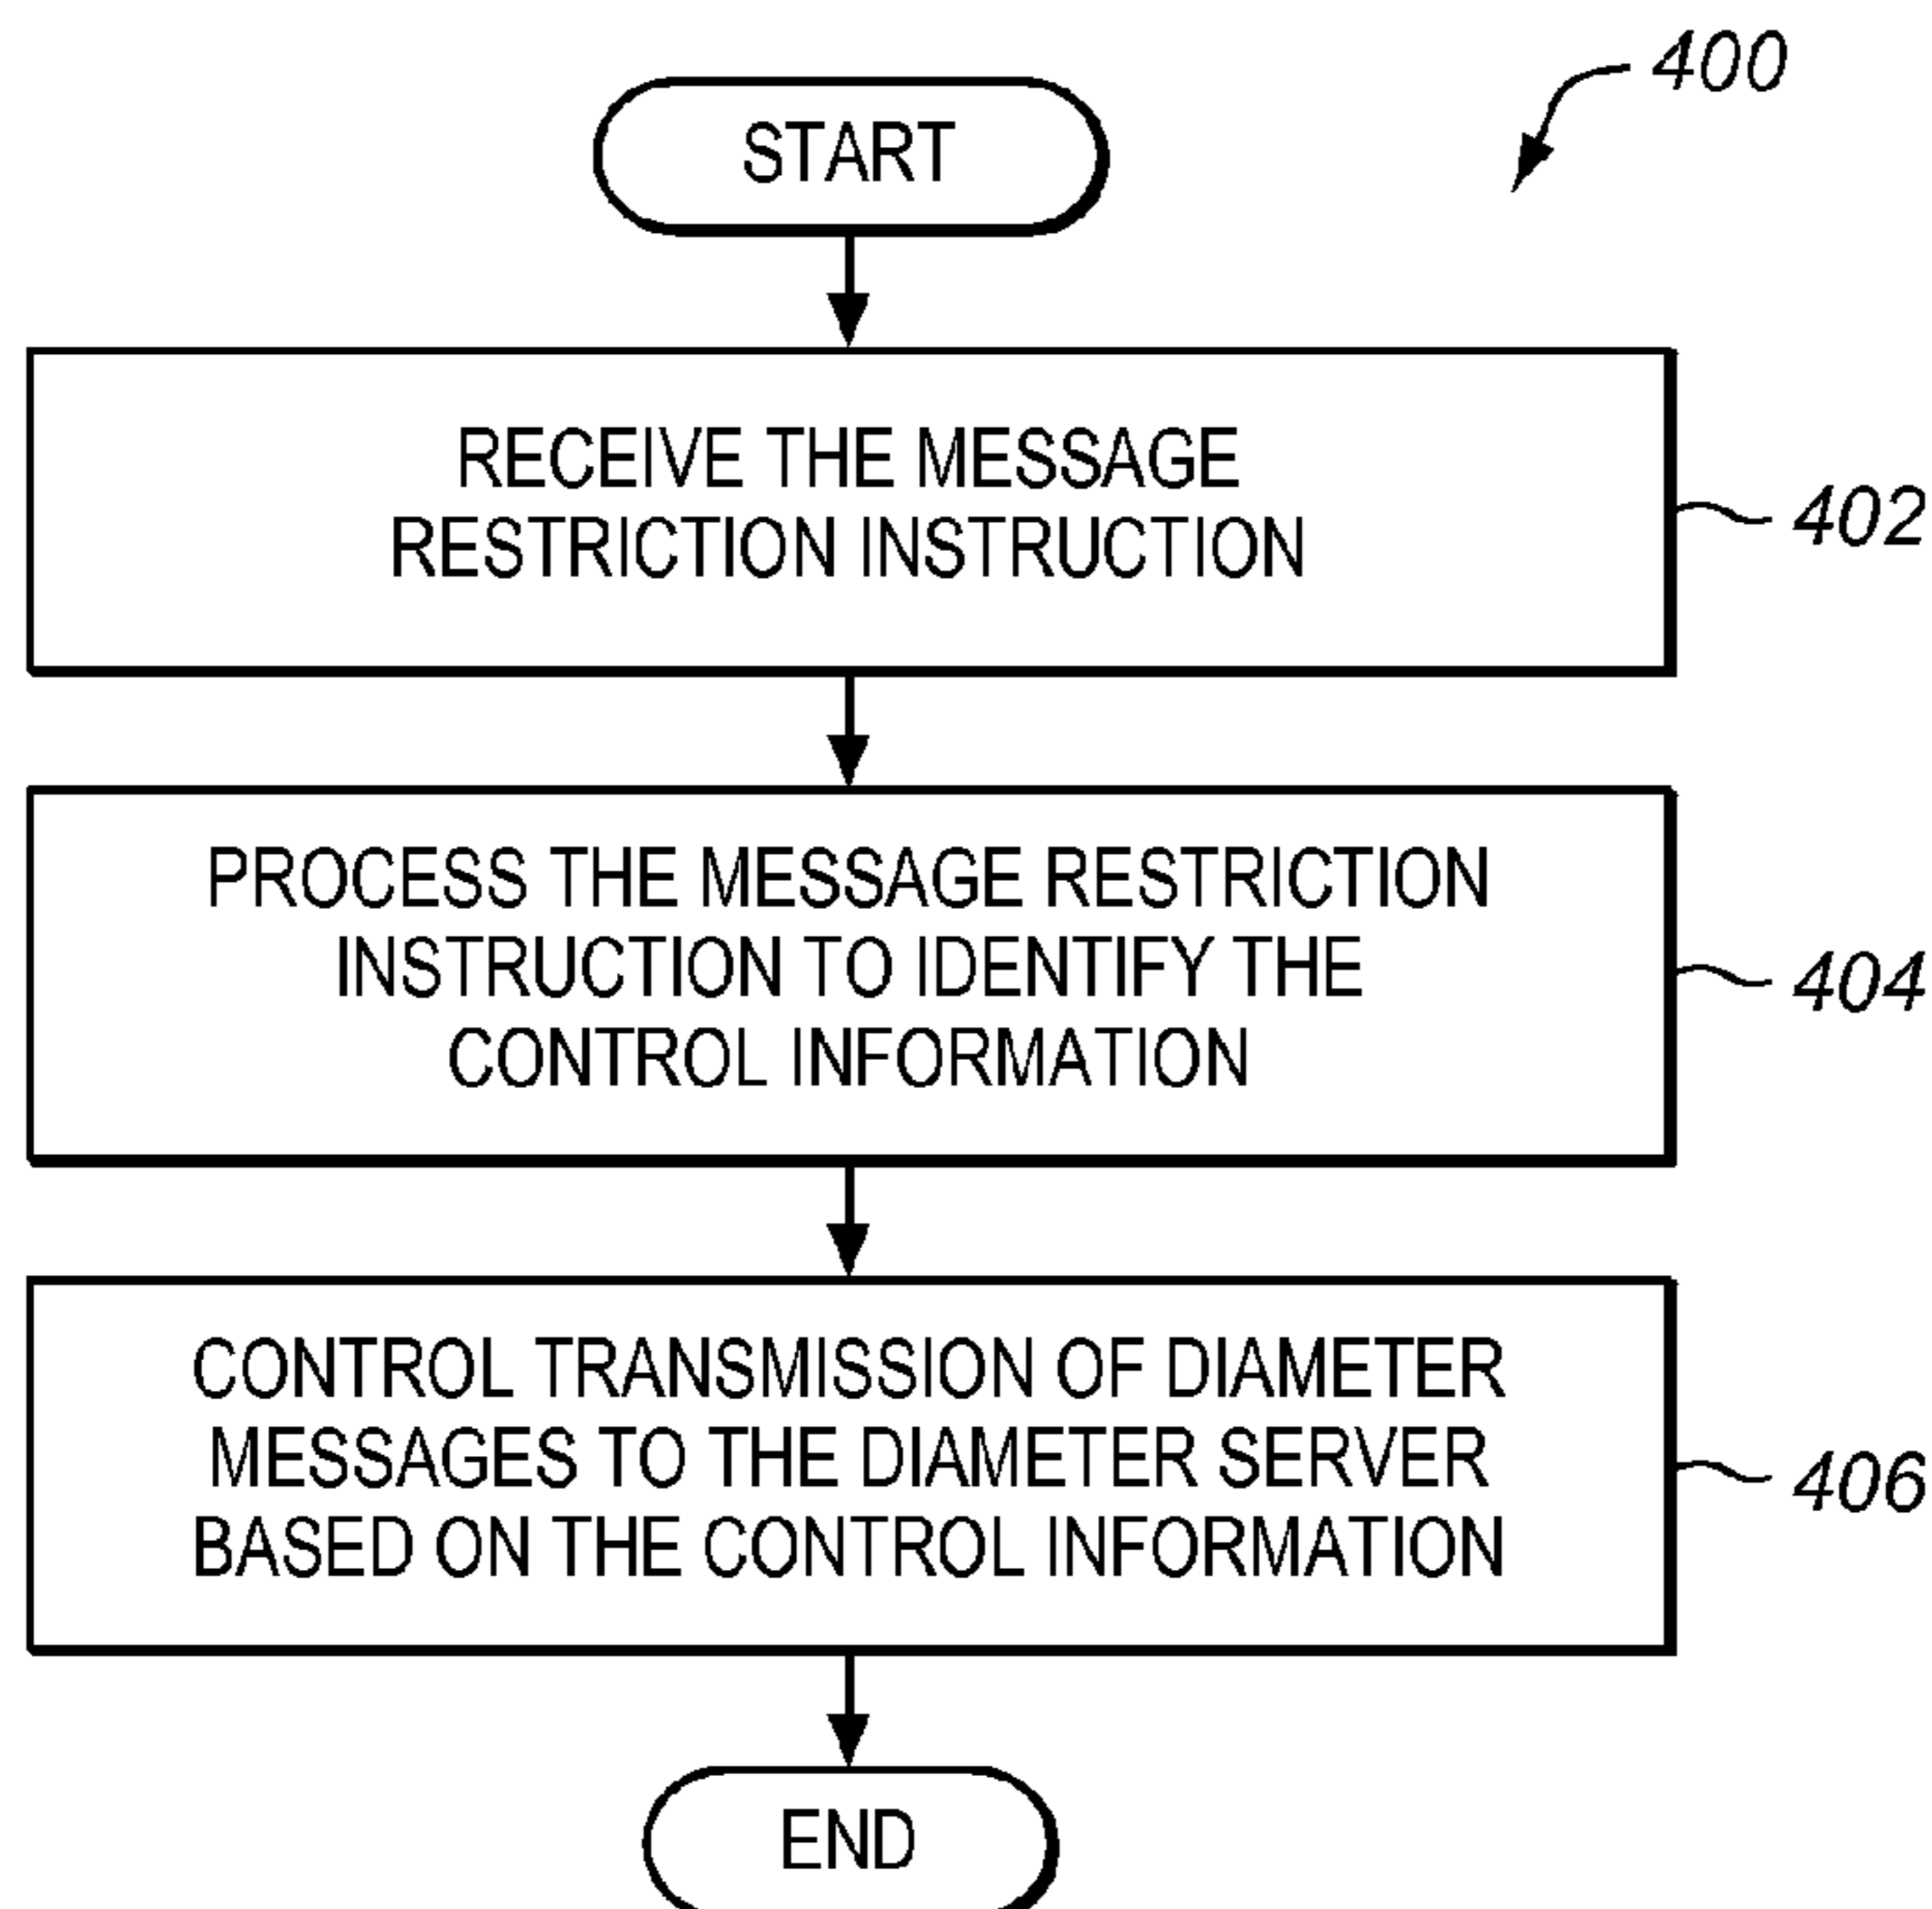 400
START
RECEIVE THE MESSAGE
RESTRICTION INSTRUCTION
402
PROCESS THE MESSAGE RESTRICTION
INSTRUCTION TO IDENTIFY THE
CONTROL INFORMATION
404
CONTROL TRANSMISSION OF DIAMETER
MESSAGES TO THE DIAMETER SERVER
BASED ON THE CONTROL INFORMATION
406
END